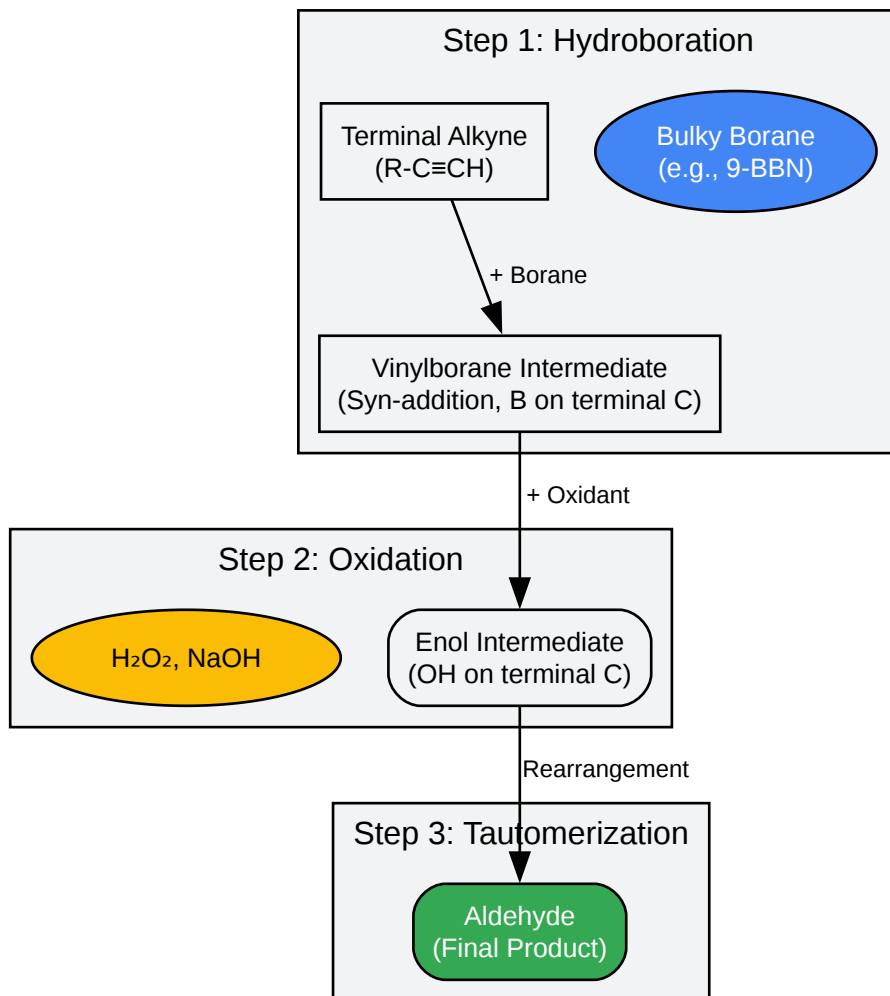 Step 1: Hydroboration
Terminal Alkyne
(R-C≡CH)
Bulky Borane
(e.g., 9-BBN)
+ Borane
Vinylborane Intermediate
(Syn-addition, B on terminal C)
+ Oxidant
Step 2: Oxidation
H₂O₂, NaOH
Enol Intermediate
(OH on terminal C)
Rearrangement
Step 3: Tautomerization
Aldehyde
(Final Product)